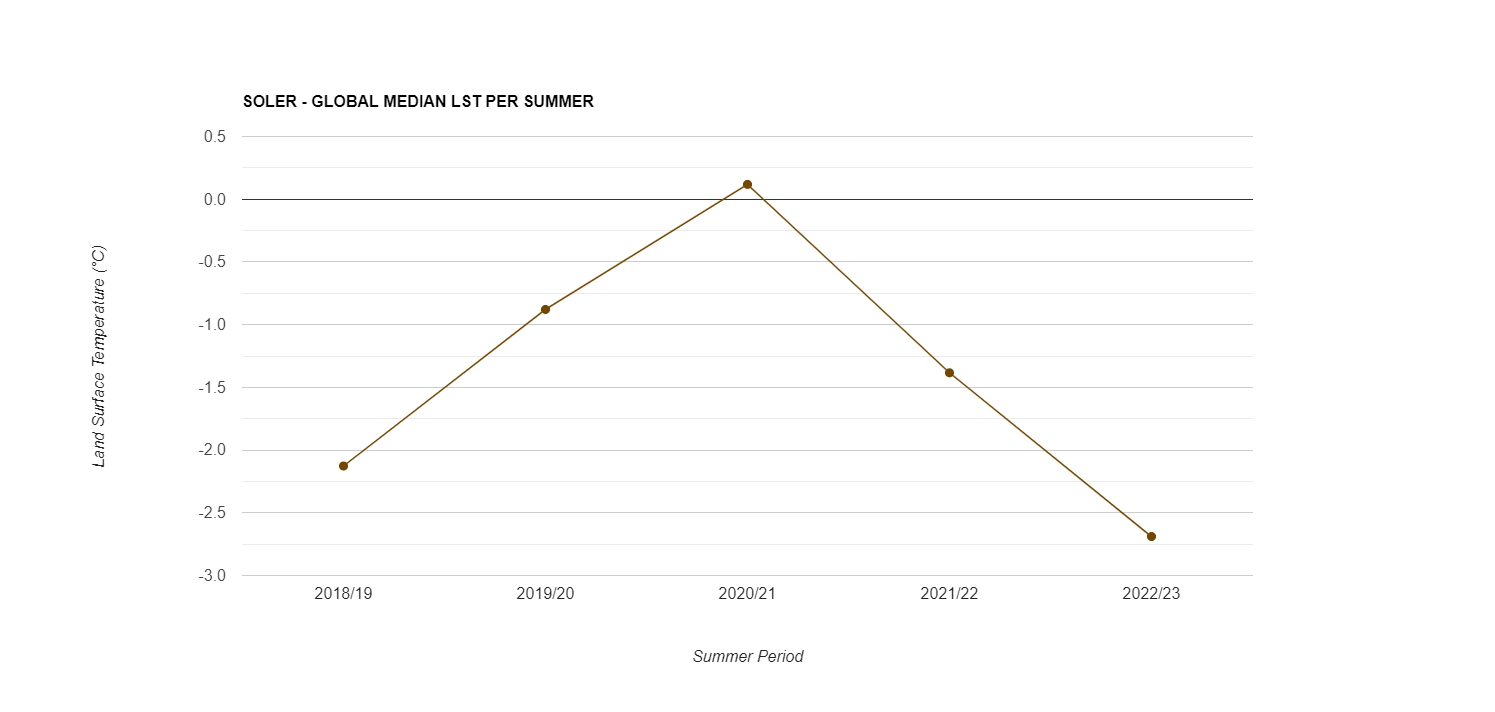 SOLER - GLOBAL MEDIAN LST PER SUMMER
0.5
0.0
-0.5
-1.0
-1.5
-2.0
-2.5
-3.0
Land Surface Temperature (°C)
2018/19 2019/20 2020/21 2021/22 2022/23
Summer Period